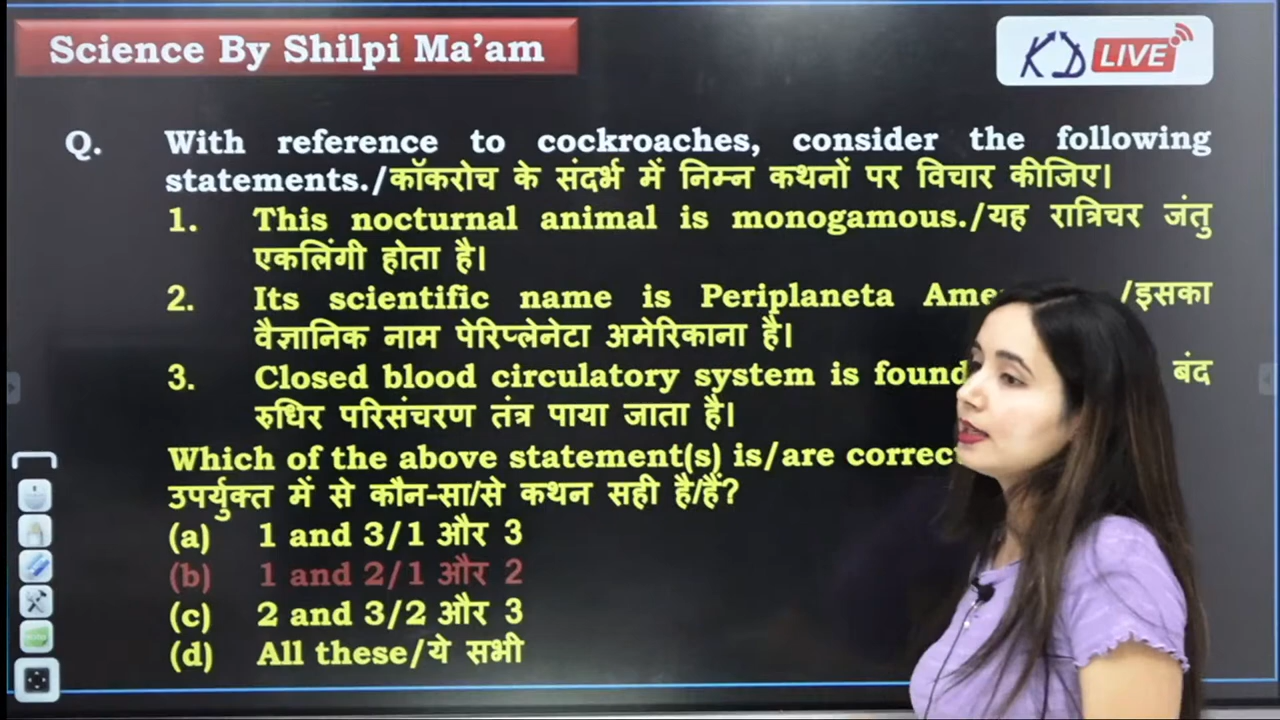 Science By Shilpi Ma’am
KD LIVE
Q. With reference to cockroaches, consider the following
statements./कॉकरोच के संदर्भ में निम्न कथनों पर विचार कीजिए।
1. This nocturnal animal is monogamous./यह रात्रिचर जंतु
एकलिंगी होता है।
2. Its scientific name is Periplaneta /इसका
वैज्ञानिक नाम पेरिप्लेनेटा अमेरिकाना है।
3. Closed blood circulatory system is found बंद
रुधिर परिसंचरण तंत्र पाया जाता है।
Which of the above statement(s) is/are
उपर्युक्त में से कौन-सा/से कथन सही है/हैं?
(a) 1 and 3/1 और 3
(b) 1 and 2/1 और 2
(c) 2 and 3/2 और 3
(d) All these/ये सभी